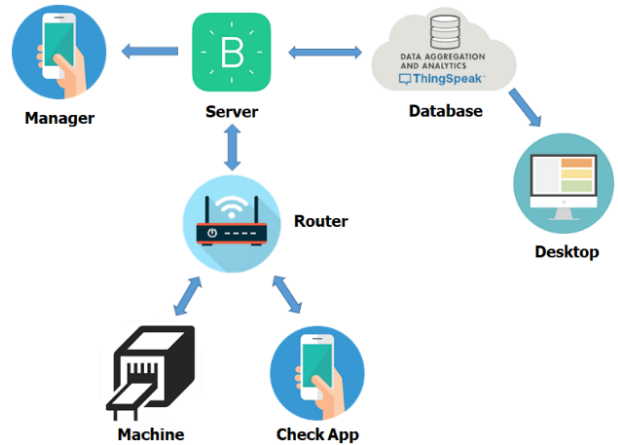 B
DATA AGGREGATION
AND ANALYTICS
ThingSpeak
Manager
Server
Database
Router
Desktop
Machine
Check App